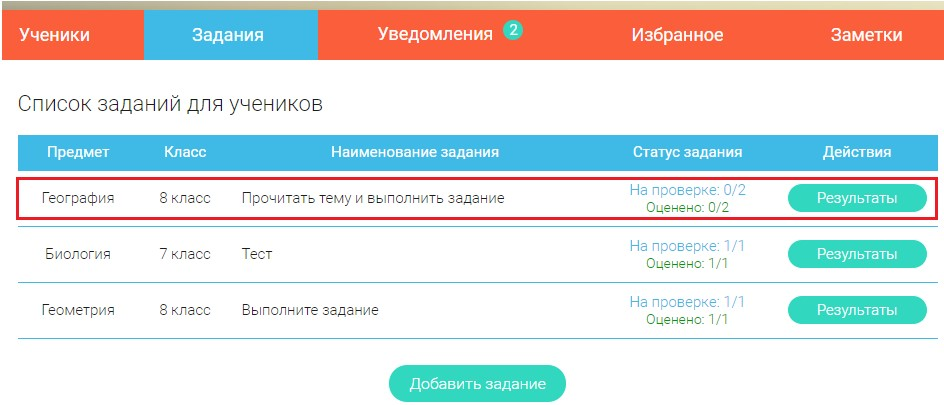 Ученики Задания Уведомления 2 Избранное Заметки
Список заданий для учеников
Предмет Класс Наименование задания Статус задания Действия
География 8 класс Прочитать тему и выполнить задание На проверке: 0/2 Результаты
Оценено: 0/2
Биология 7 класс Тест На проверке: 1/1 Результаты
Оценено: 1/1
Геометрия 8 класс Выполните задание На проверке: 1/1 Результаты
Оценено: 1/1
Добавить задание